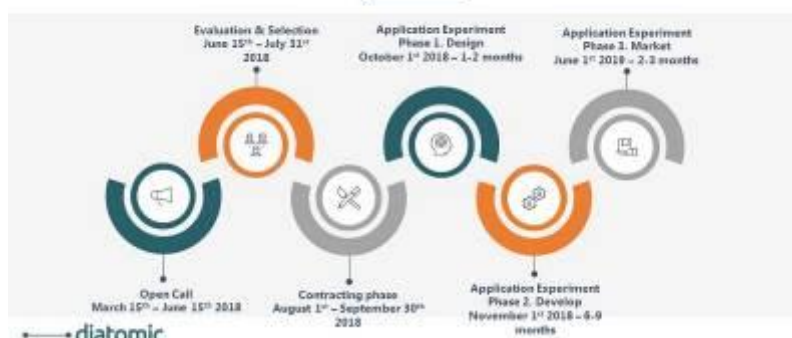 Evaluation & Selection
June 15th – July 31st
2018
Application Experiment
Phase 1. Design
October 1st 2018 – 1-2 months
Application Experiment
Phase 3. Market
June 1st 2019 – 2-3 months
Open Call
March 15th – June 15th 2018
Contracting phase
August 1st – September 30th
2018
Application Experiment
Phase 2. Develop
November 1st 2018 – 6-9
months
diatomic